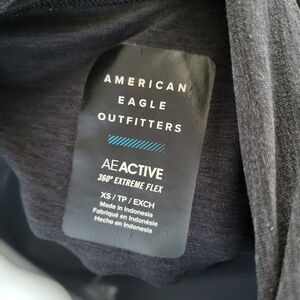 AMERICAN
EAGLE
OUTFITTERS
AEACTIVE
360° EXTREME FLEX
XS / TP / EXCH
Made in Indonesia
Fabriqué en Indonésie
Hecho en Indonesia